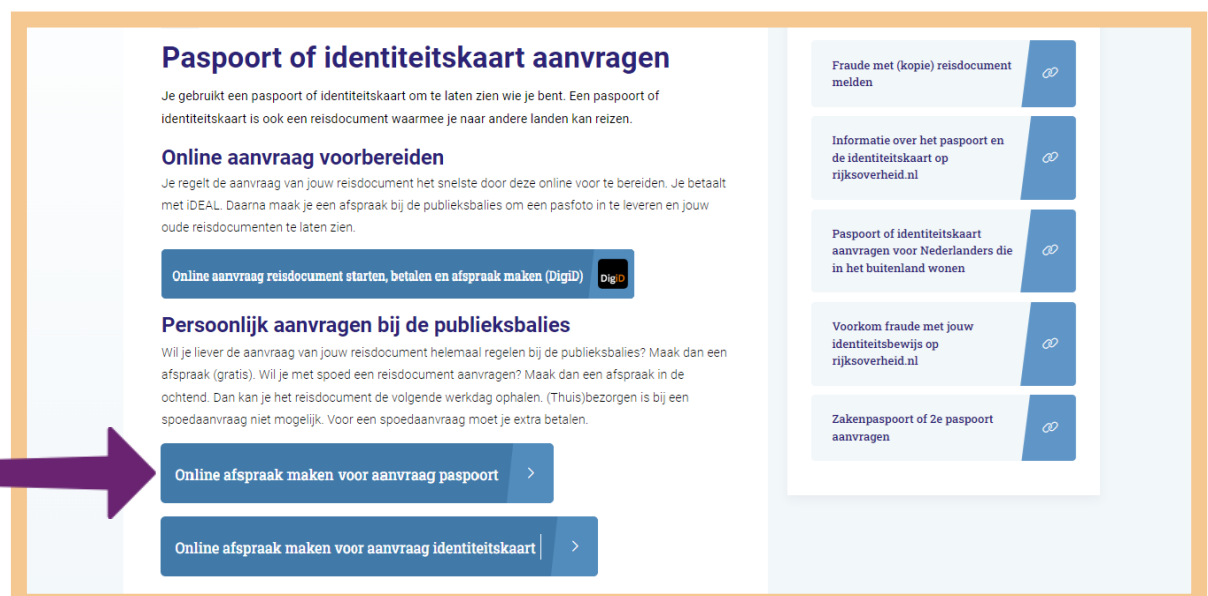 Paspoort of identiteitskaart aanvragen
Je gebruikt een paspoort of identiteitskaart om te laten zien wie je bent. Een paspoort of
identiteitskaart is ook een reisdocument waarmee je naar andere landen kan reizen.
Online aanvraag voorbereiden
Je regelt de aanvraag van jouw reisdocument het snelste door deze online voor te bereiden. Je betaalt
met iDEAL. Daarna maak je een afspraak bij de publieksbalies om een pasfoto in te leveren en jouw
oude reisdocumenten te laten zien.
Online aanvraag reisdocument starten, betalen en afspraak maken (DigiD)
DigiD
Persoonlijk aanvragen bij de publieksbalies
Wil je liever de aanvraag van jouw reisdocument helemaal regelen bij de publieksbalies? Maak dan een
afspraak (gratis). Wil je met spoed een reisdocument aanvragen? Maak dan een afspraak in de
ochtend. Dan kan je het reisdocument de volgende werkdag ophalen. (Thuis)bezorgen is bij een
spoedaanvraag niet mogelijk. Voor een spoedaanvraag moet je extra betalen.
Online afspraak maken voor aanvraag paspoort
Online afspraak maken voor aanvraag identiteitskaart
Fraude met (kopie) reisdocument
melden
Informatie over het paspoort en
de identiteitskaart op
rijksoverheid.nl
Paspoort of identiteitskaart
aanvragen voor Nederlanders die
in het buitenland wonen
Voorkom fraude met jouw
identiteitsbewijs op
rijksoverheid.nl
Zakenpaspoort of 2e paspoort
aanvragen